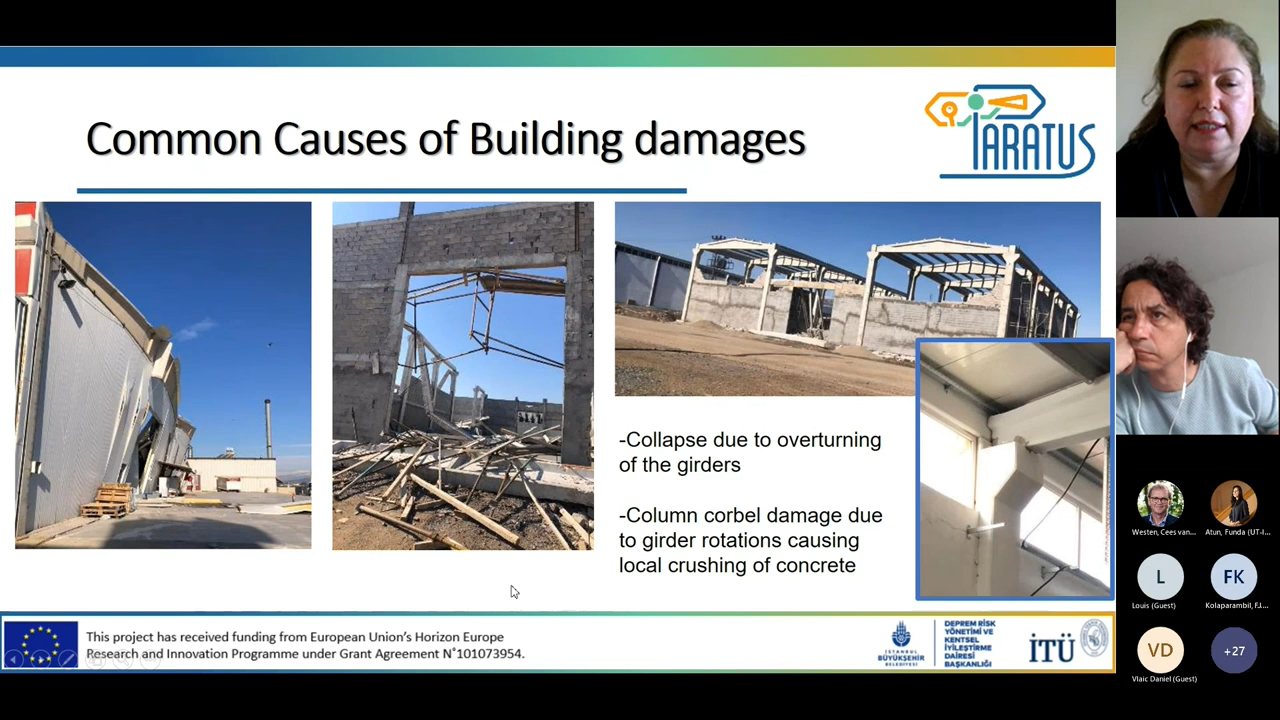 Common Causes of Building damages
PARATUS
-Collapse due to overturning
of the girders
-Column corbel damage due
to girder rotations causing
local crushing of concrete
This project has received funding from European Union's Horizon Europe
Research and Innovation Programme under Grant Agreement N°101073954.
İSTANBUL
BÜYÜKŞEHİR
BELEDİYESİ
DEPREM RİSK
YÖNETİMİ VE
KENTSEL
İYİLEŞTİRME
DAİRESİ
BAŞKANLIĞI
İTÜ
Westen, Cees van...
Atun, Funda (UT-I...
L
Louis (Guest)
FK
Kolaparambil, F.I...
VD
Vlaic Daniel (Guest)
+27